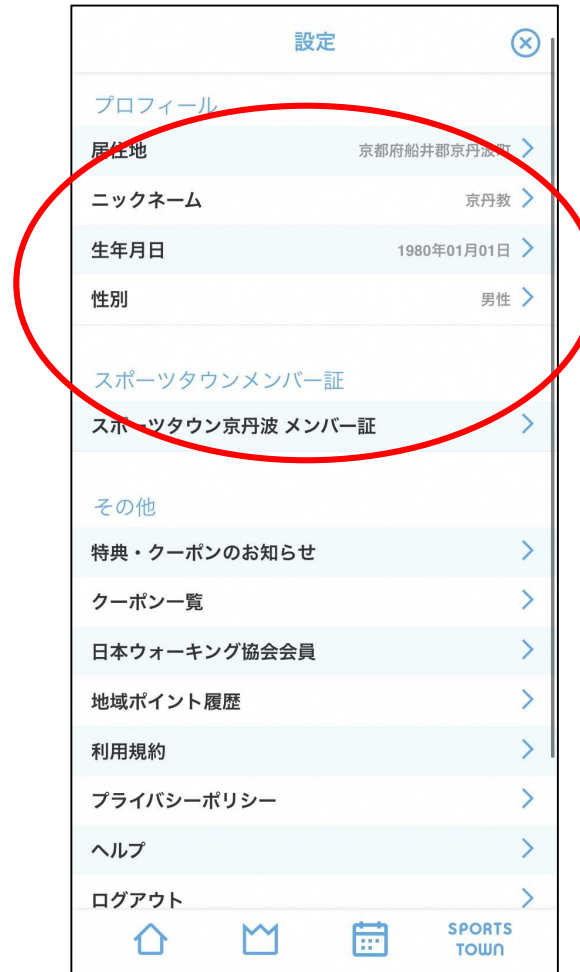 設定
プロフィール
居住地 京都府船井郡京丹波町
ニックネーム 京丹教
生年月日 1980年01月01日
性別 男性
スポーツタウンメンバー証
スポーツタウン京丹波 メンバー証
その他
特典・クーポンのお知らせ
クーポン一覧
日本ウォーキング協会会員
地域ポイント履歴
利用規約
プライバシーポリシー
ヘルプ
ログアウト
SPORTS
TOWN